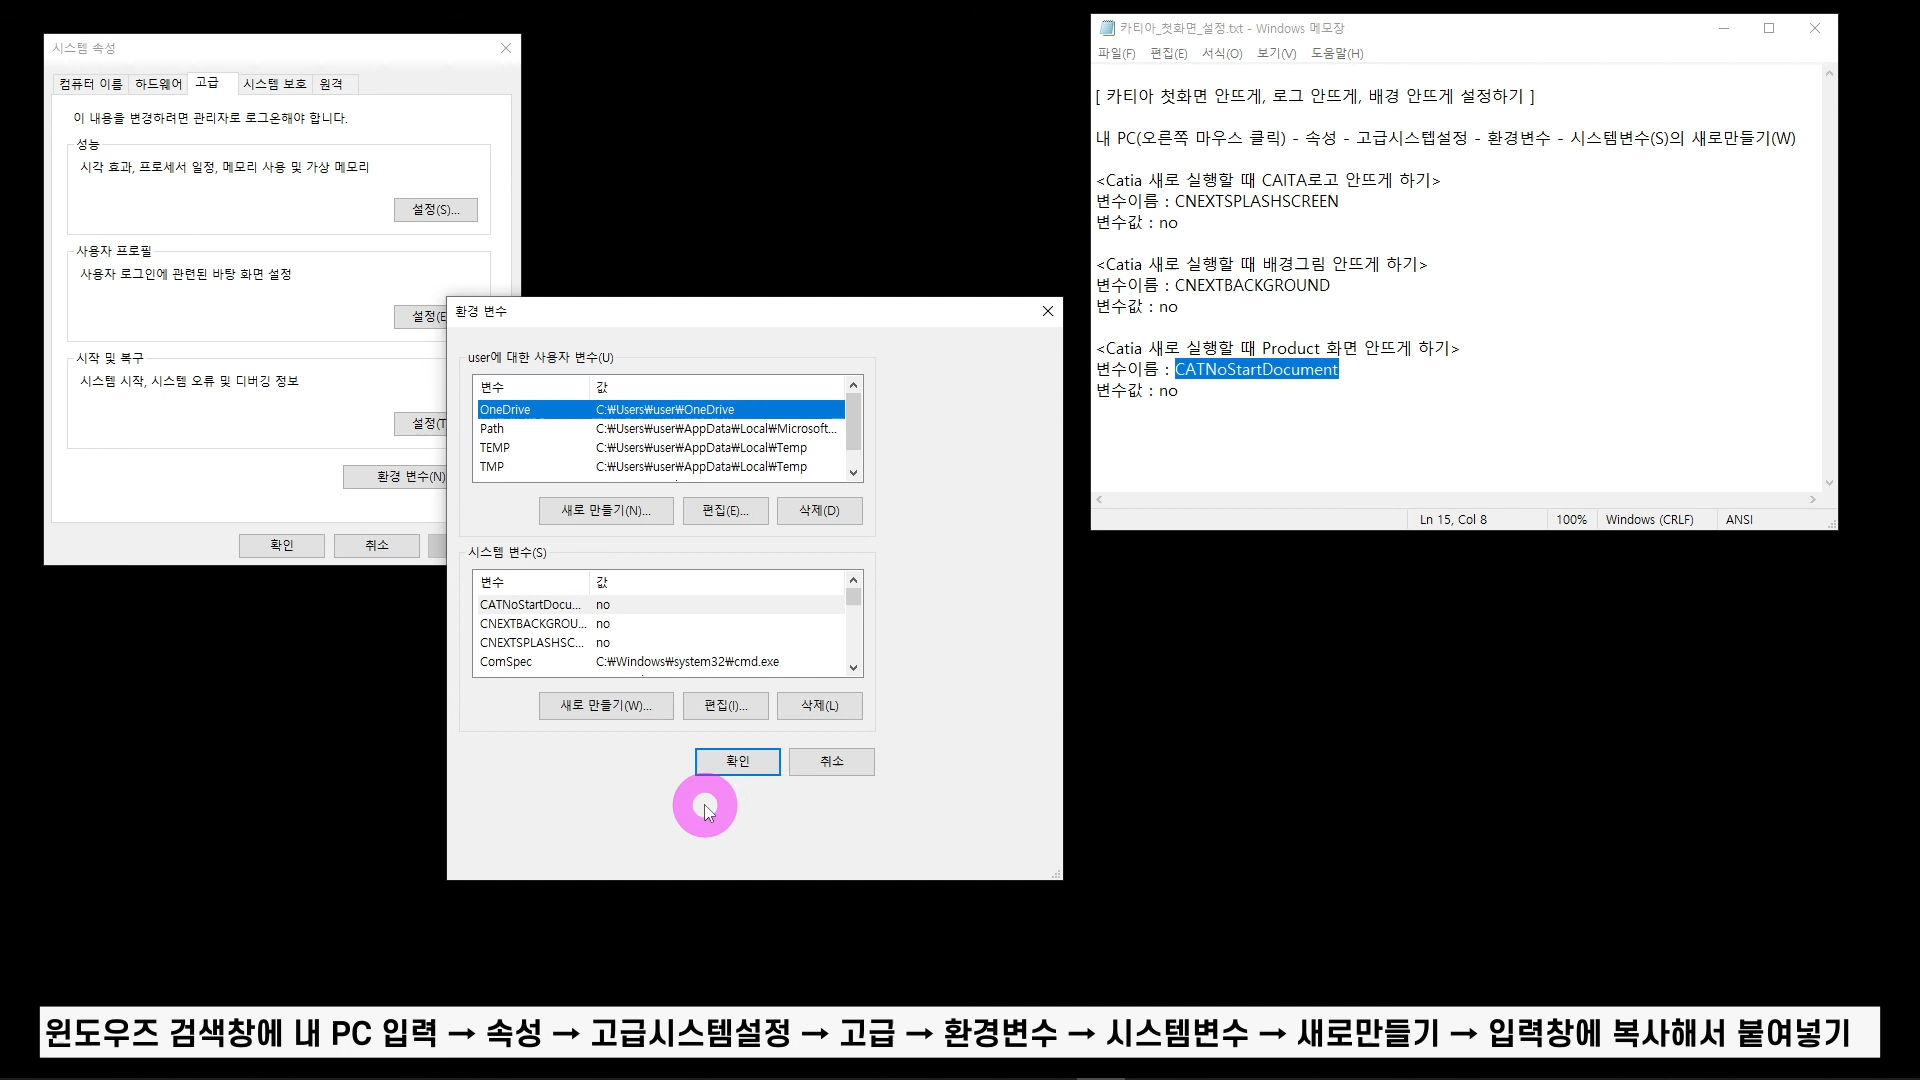 시스템 속성
컴퓨터 이름 하드웨어 고급 시스템 보호 원격
이 내용을 변경하려면 관리자로 로그온해야 합니다.
성능
시각 효과, 프로세서 일정, 메모리 사용 및 가상 메모리
설정(S)...
사용자 프로필
사용자 로그인에 관련된 바탕 화면 설정
설정(E
시작 및 복구
시스템 시작, 시스템 오류 및 디버깅 정보
설정(T
환경 변수(N)
확인 취소
환경 변수
user에 대한 사용자 변수(U)
변수 값
OneDrive C:₩Users₩user₩OneDrive
Path C:₩Users₩user₩AppData₩Local₩Microsoft...
TEMP C:₩Users₩user₩AppData₩Local₩Temp
TMP C:₩Users₩user₩AppData₩Local₩Temp
새로 만들기(N)... 편집(E)... 삭제(D)
시스템 변수(S)
변수 값
CATNoStartDocu... no
CNEXTBACKGROU... no
CNEXTSPLASHSC... no
ComSpec C:₩Windows₩system32₩cmd.exe
새로 만들기(W)... 편집(I)... 삭제(L)
확인 취소
카티아_첫화면_설정.txt - Windows 메모장
파일(F) 편집(E) 서식(O) 보기(V) 도움말(H)
[ 카티아 첫화면 안뜨게, 로그 안뜨게, 배경 안뜨게 설정하기 ]
내 PC(오른쪽 마우스 클릭) - 속성 - 고급시스텝설정 - 환경변수 - 시스템변수(S)의 새로만들기(W)
<Catia 새로 실행할 때 CAITA로고 안뜨게 하기>
변수이름 : CNEXTSPLASHSCREEN
변수값 : no
<Catia 새로 실행할 때 배경그림 안뜨게 하기>
변수이름 : CNEXTBACKGROUND
변수값 : no
<Catia 새로 실행할 때 Product 화면 안뜨게 하기>
변수이름 : CATNoStartDocument
변수값 : no
Ln 15, Col 8 100% Windows (CRLF) ANSI
윈도우즈 검색창에 내 PC 입력 → 속성 → 고급시스템설정 → 고급 → 환경변수 → 시스템변수 → 새로만들기 → 입력창에 복사해서 붙여넣기